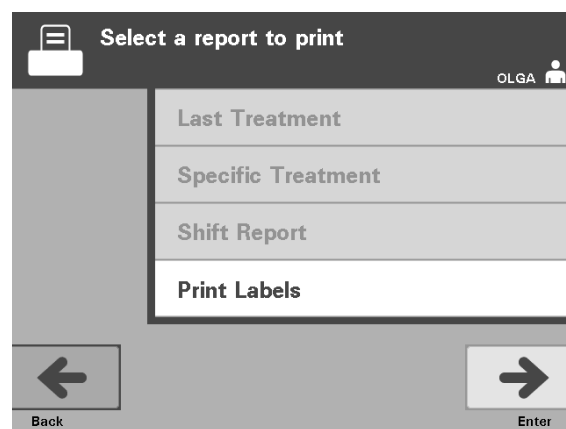 Select a report to print
OLGA
Last Treatment
Specific Treatment
Shift Report
Print Labels
Back
Enter